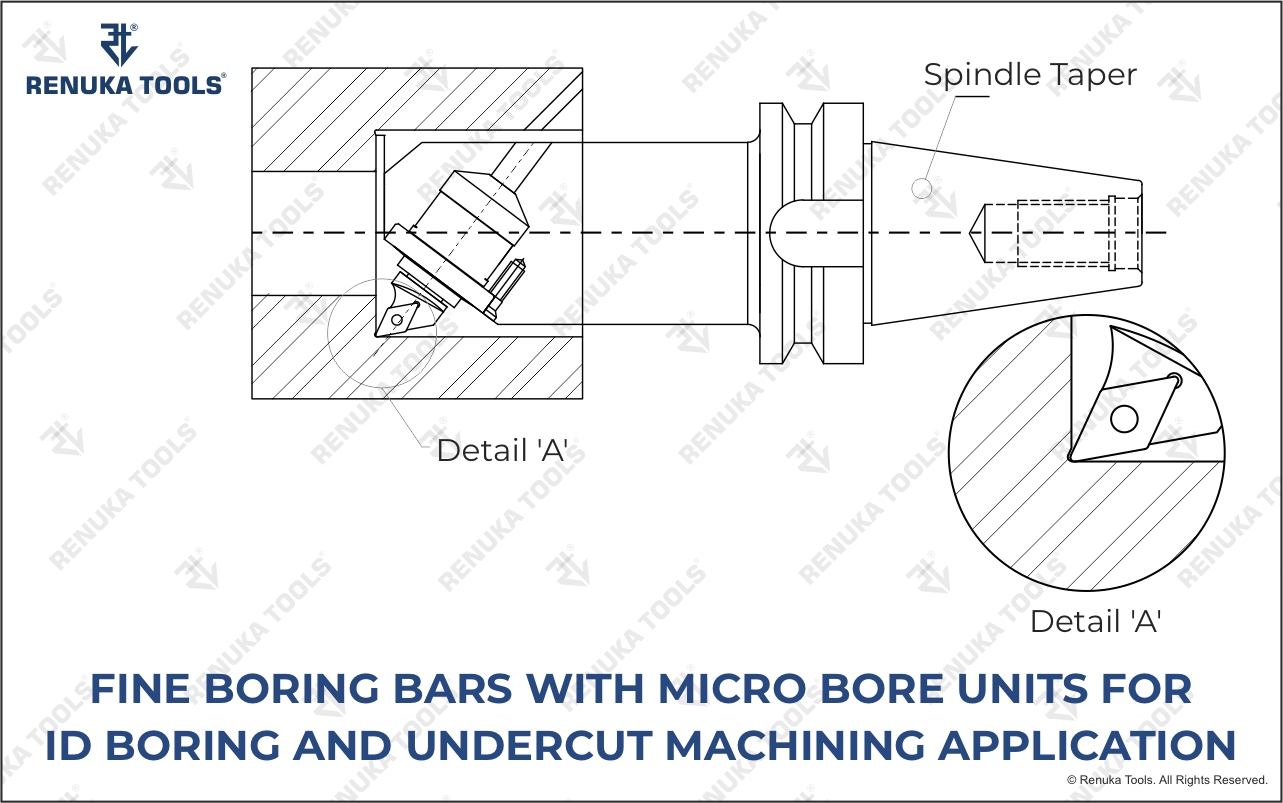 RENUKA TOOLS®
Spindle Taper
Detail 'A'
Detail 'A'
FINE BORING BARS WITH MICRO BORE UNITS FOR
ID BORING AND UNDERCUT MACHINING APPLICATION
© Renuka Tools. All Rights Reserved.